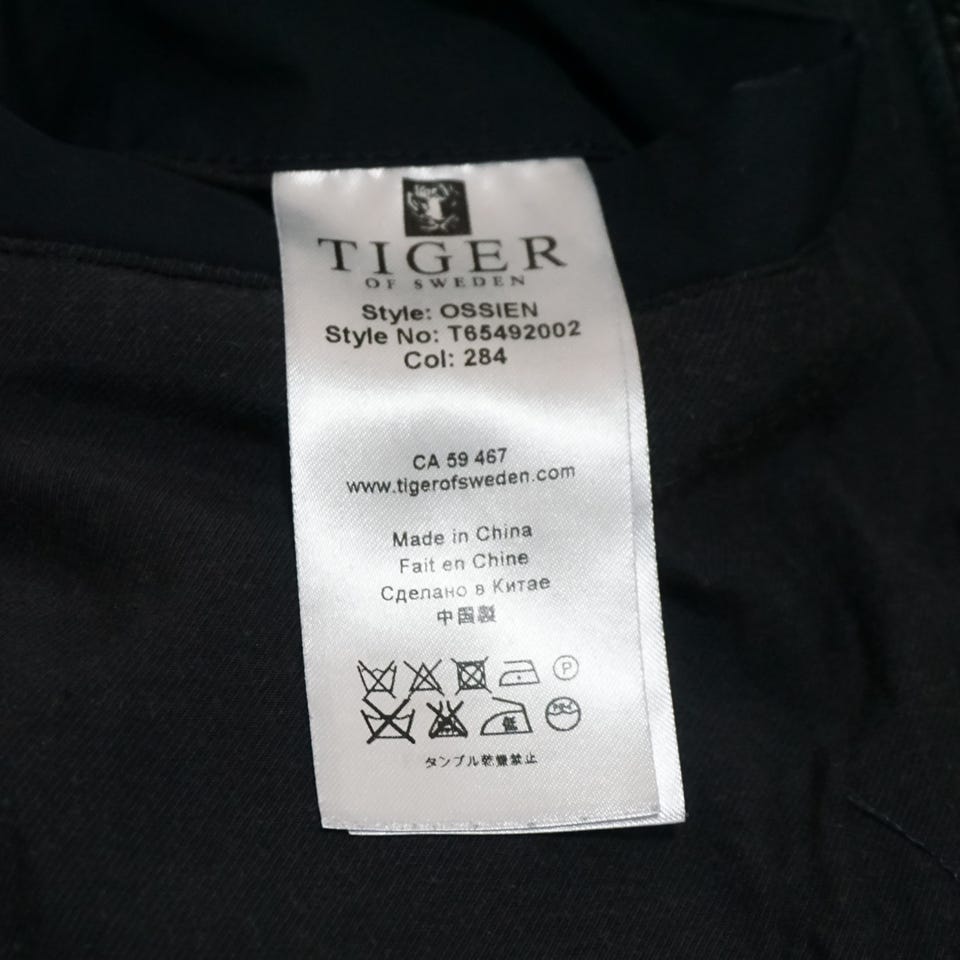 TIGER
OF SWEDEN
Style: OSSIEN
Style No: T65492002
Col: 284
CA 59 467
www.tigerofsweden.com
Made in China
Fait en Chine
Сделано в Китае
中国製
P
低
タンブル乾燥禁止